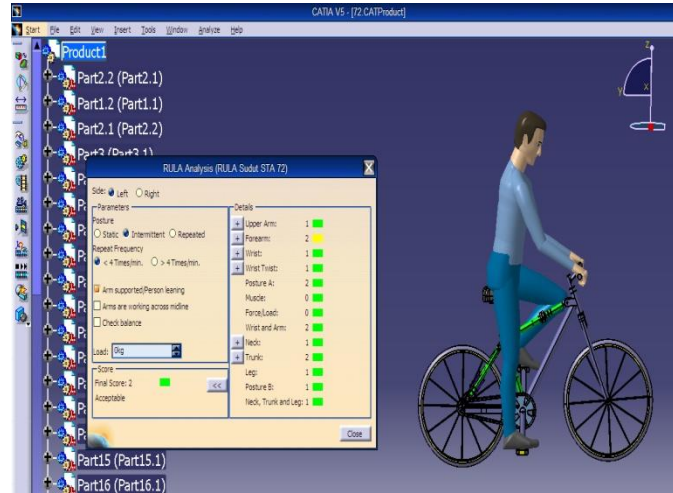 CATIA V5 - [72.CATProduct]
Start File Edit View Insert Tools Window Analyze Help
Product1
Part2.2 (Part2.1)
Part1.2 (Part1.1)
Part2.1 (Part2.2)
Part3 (Part3.1)
RULA Analysis (RULA Sudut STA 72)
Side: Left Right
Parameters
Posture
Static Intermittent Repeated
Repeat Frequency
< 4 Times/min. > 4 Times/min.
Arm supported/Person leaning
Arms are working across midline
Check balance
Load: 0kg
Score
Final Score: 2
Acceptable
<<
Details
+ Upper Arm: 1
+ Forearm: 2
+ Wrist: 1
+ Wrist Twist: 1
Posture A: 2
Muscle: 0
Force/Load: 0
Wrist and Arm: 2
+ Neck: 1
+ Trunk: 2
Leg: 1
Posture B: 1
Neck, Trunk and Leg: 1
Close
Part15 (Part15.1)
Part16 (Part16.1)
z
y
x